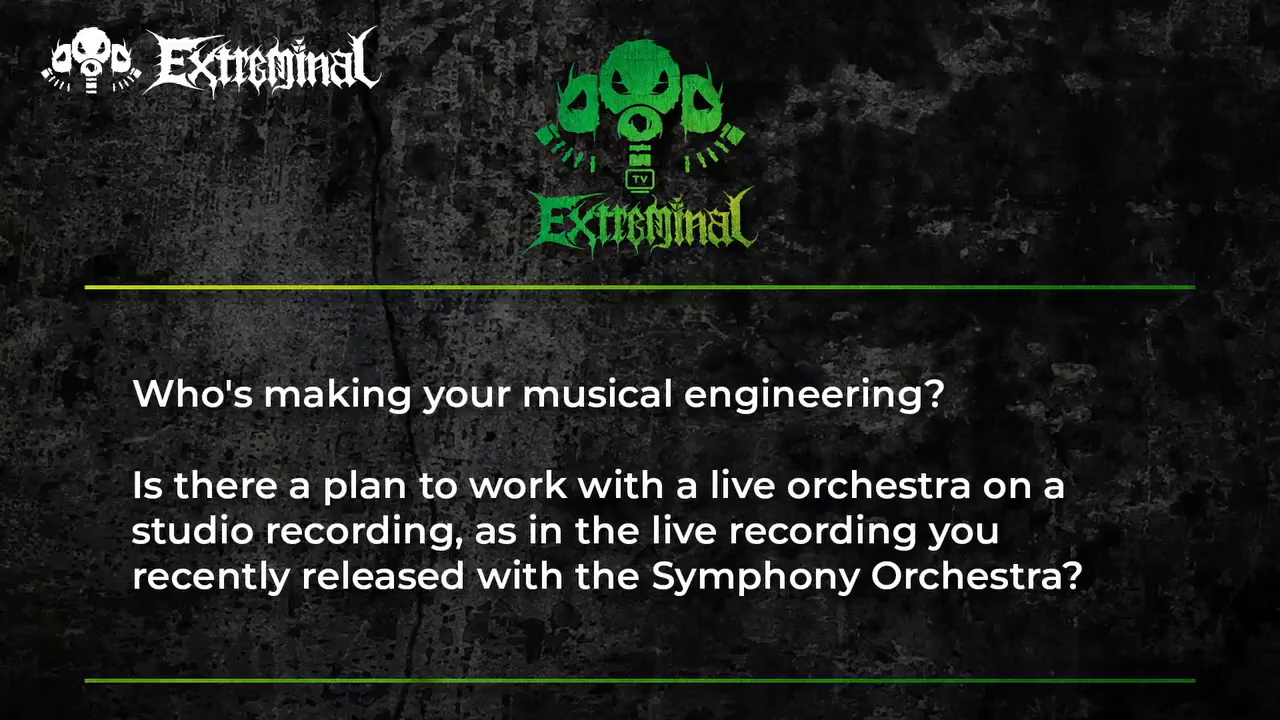 Extreminal
TV
Extreminal
Who's making your musical engineering?
Is there a plan to work with a live orchestra on a
studio recording, as in the live recording you
recently released with the Symphony Orchestra?